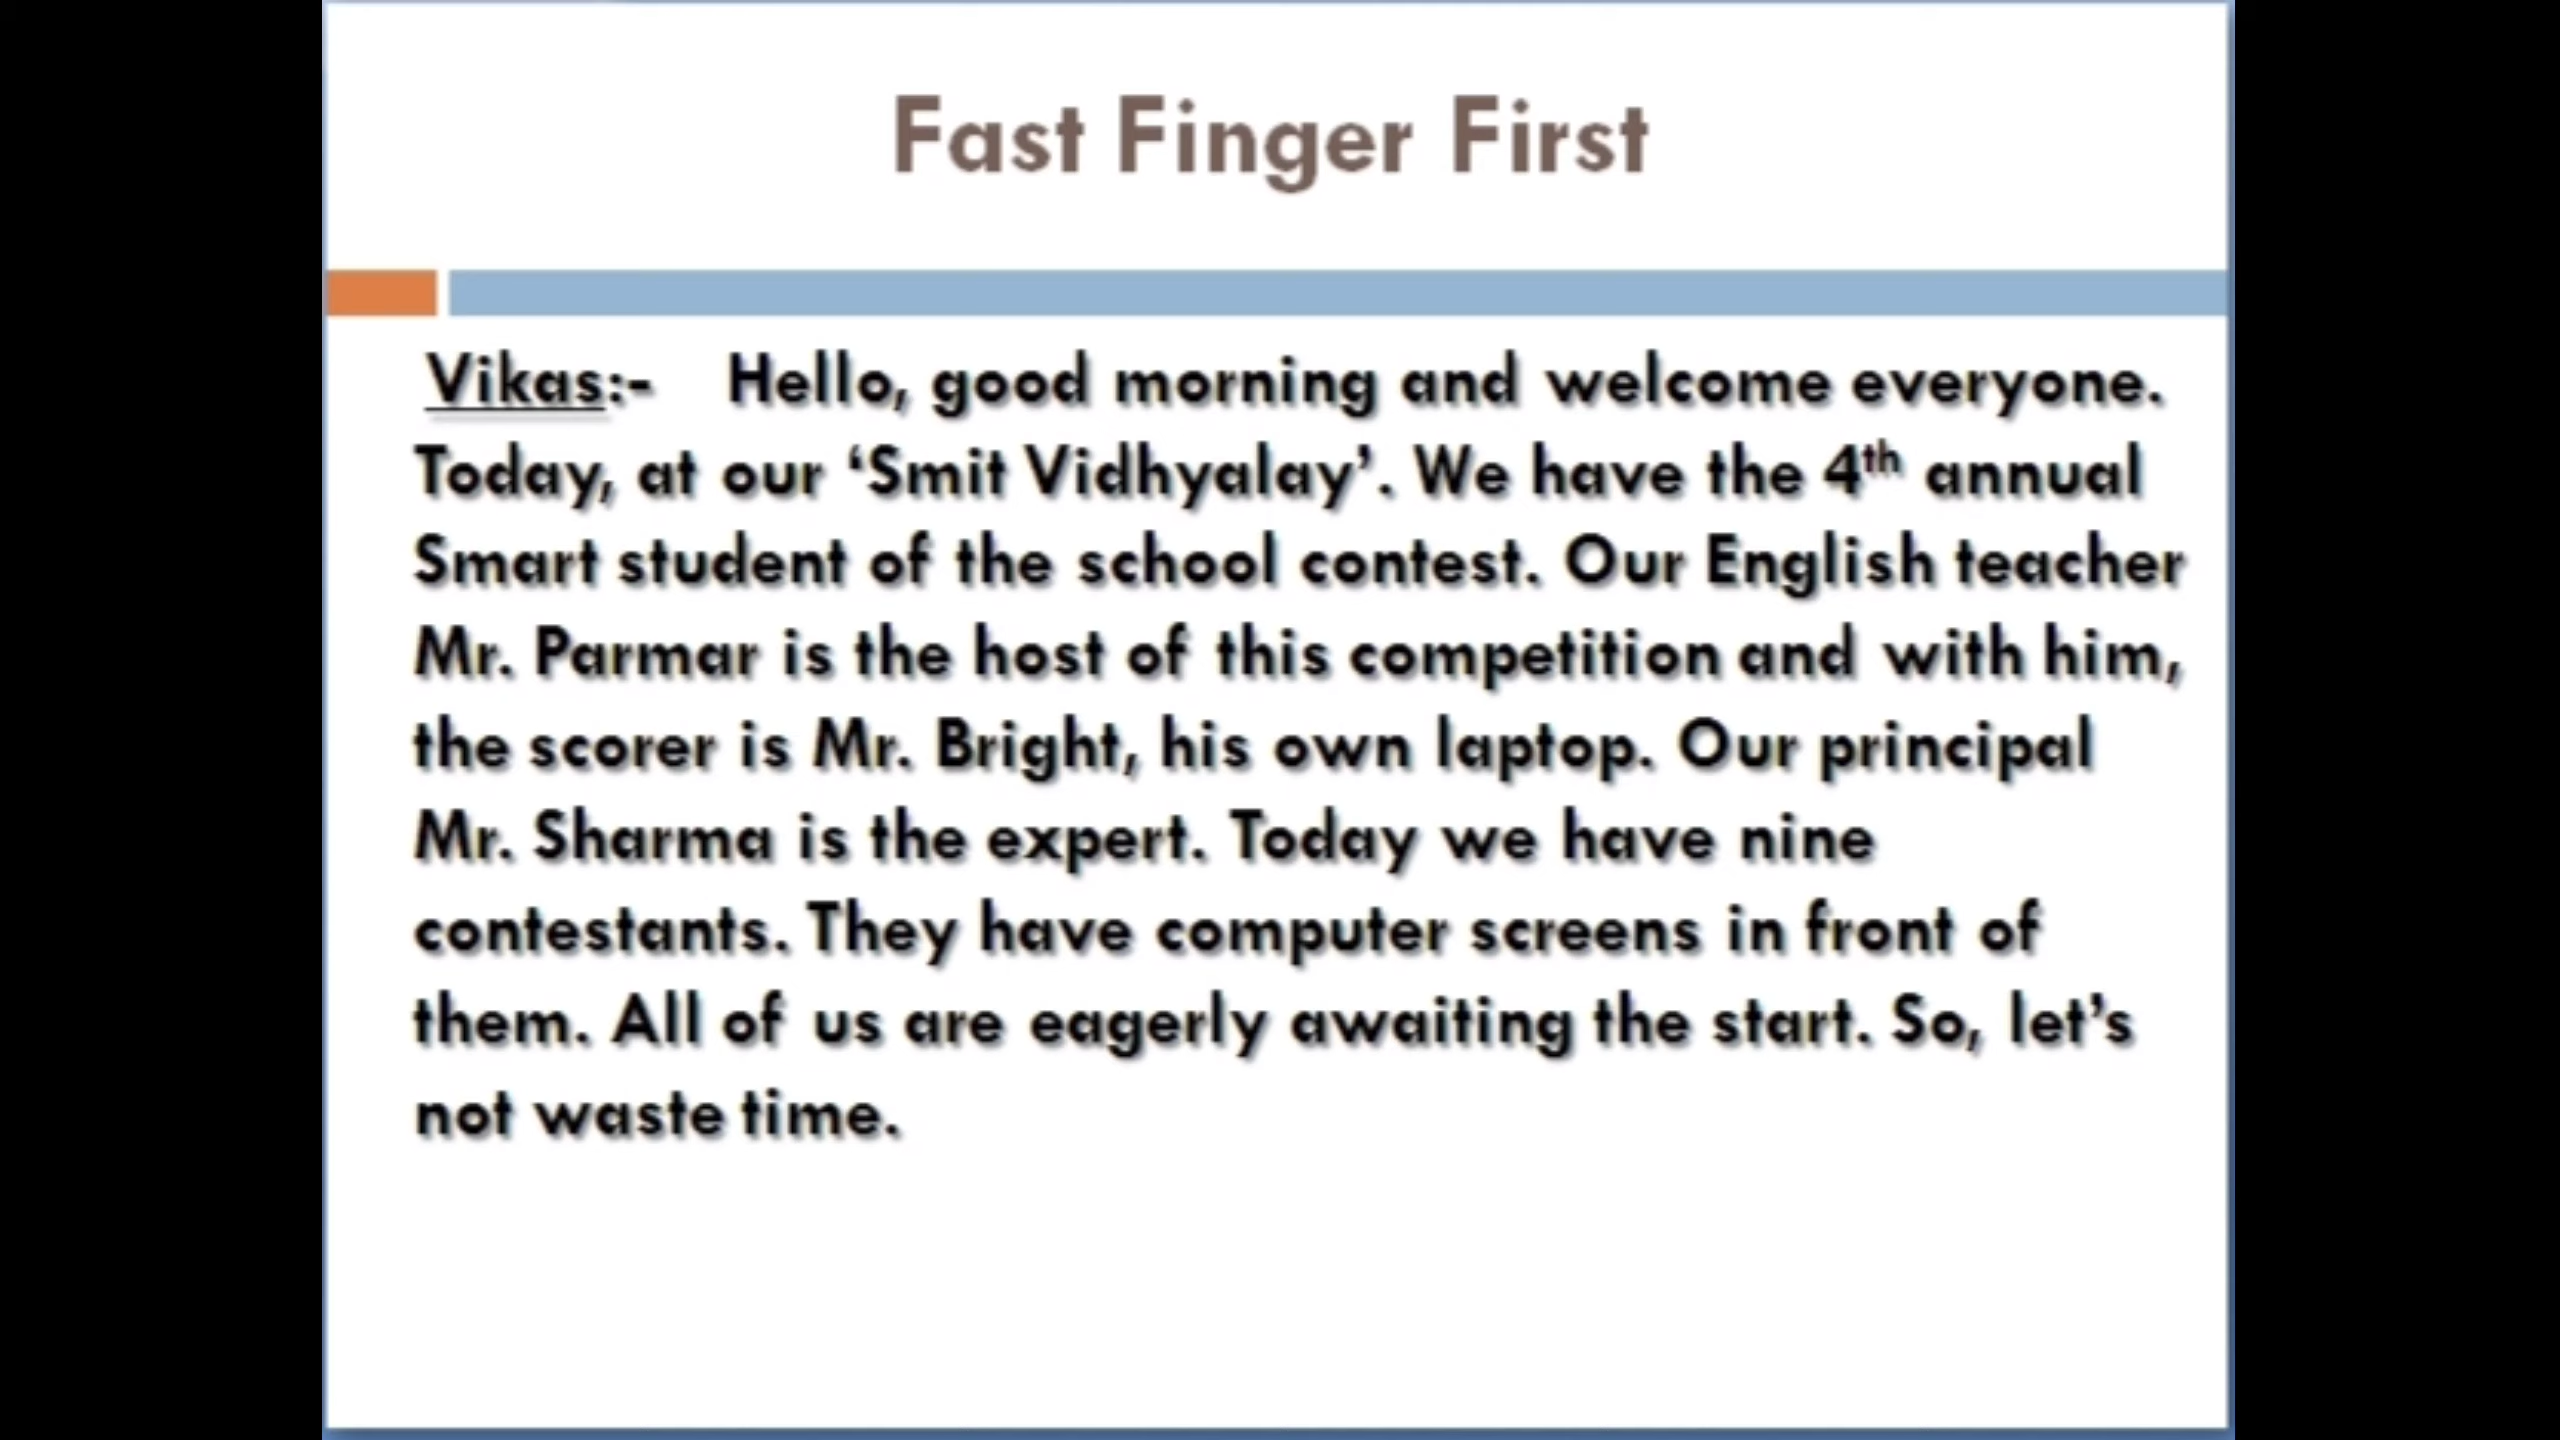 Fast Finger First
Vikas:- Hello, good morning and welcome everyone.
Today, at our ‘Smit Vidhyalay’. We have the 4th annual
Smart student of the school contest. Our English teacher
Mr. Parmar is the host of this competition and with him,
the scorer is Mr. Bright, his own laptop. Our principal
Mr. Sharma is the expert. Today we have nine
contestants. They have computer screens in front of
them. All of us are eagerly awaiting the start. So, let’s
not waste time.